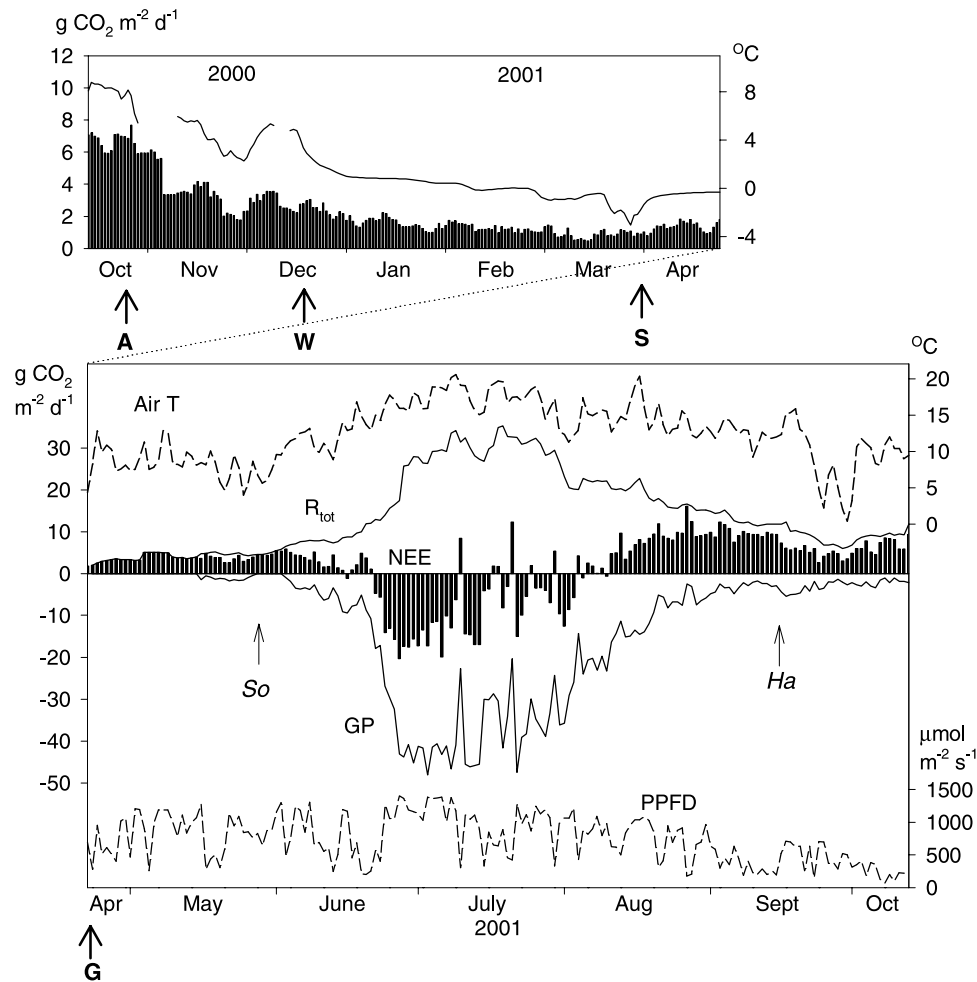 g CO2 m-2 d-1
oC
2000 2001
12
10
8
6
4
2
0
8
4
0
-4
Oct Nov Dec Jan Feb Mar Apr
A W S
g CO2
m-2 d-1
oC
Air T
Rtot
NEE
So
Ha
GP
PPFD
30
20
10
0
-10
-20
-30
-40
-50
20
15
10
5
0
μmol
m-2 s-1
1500
1000
500
0
Apr May June July Aug Sept Oct
2001
G